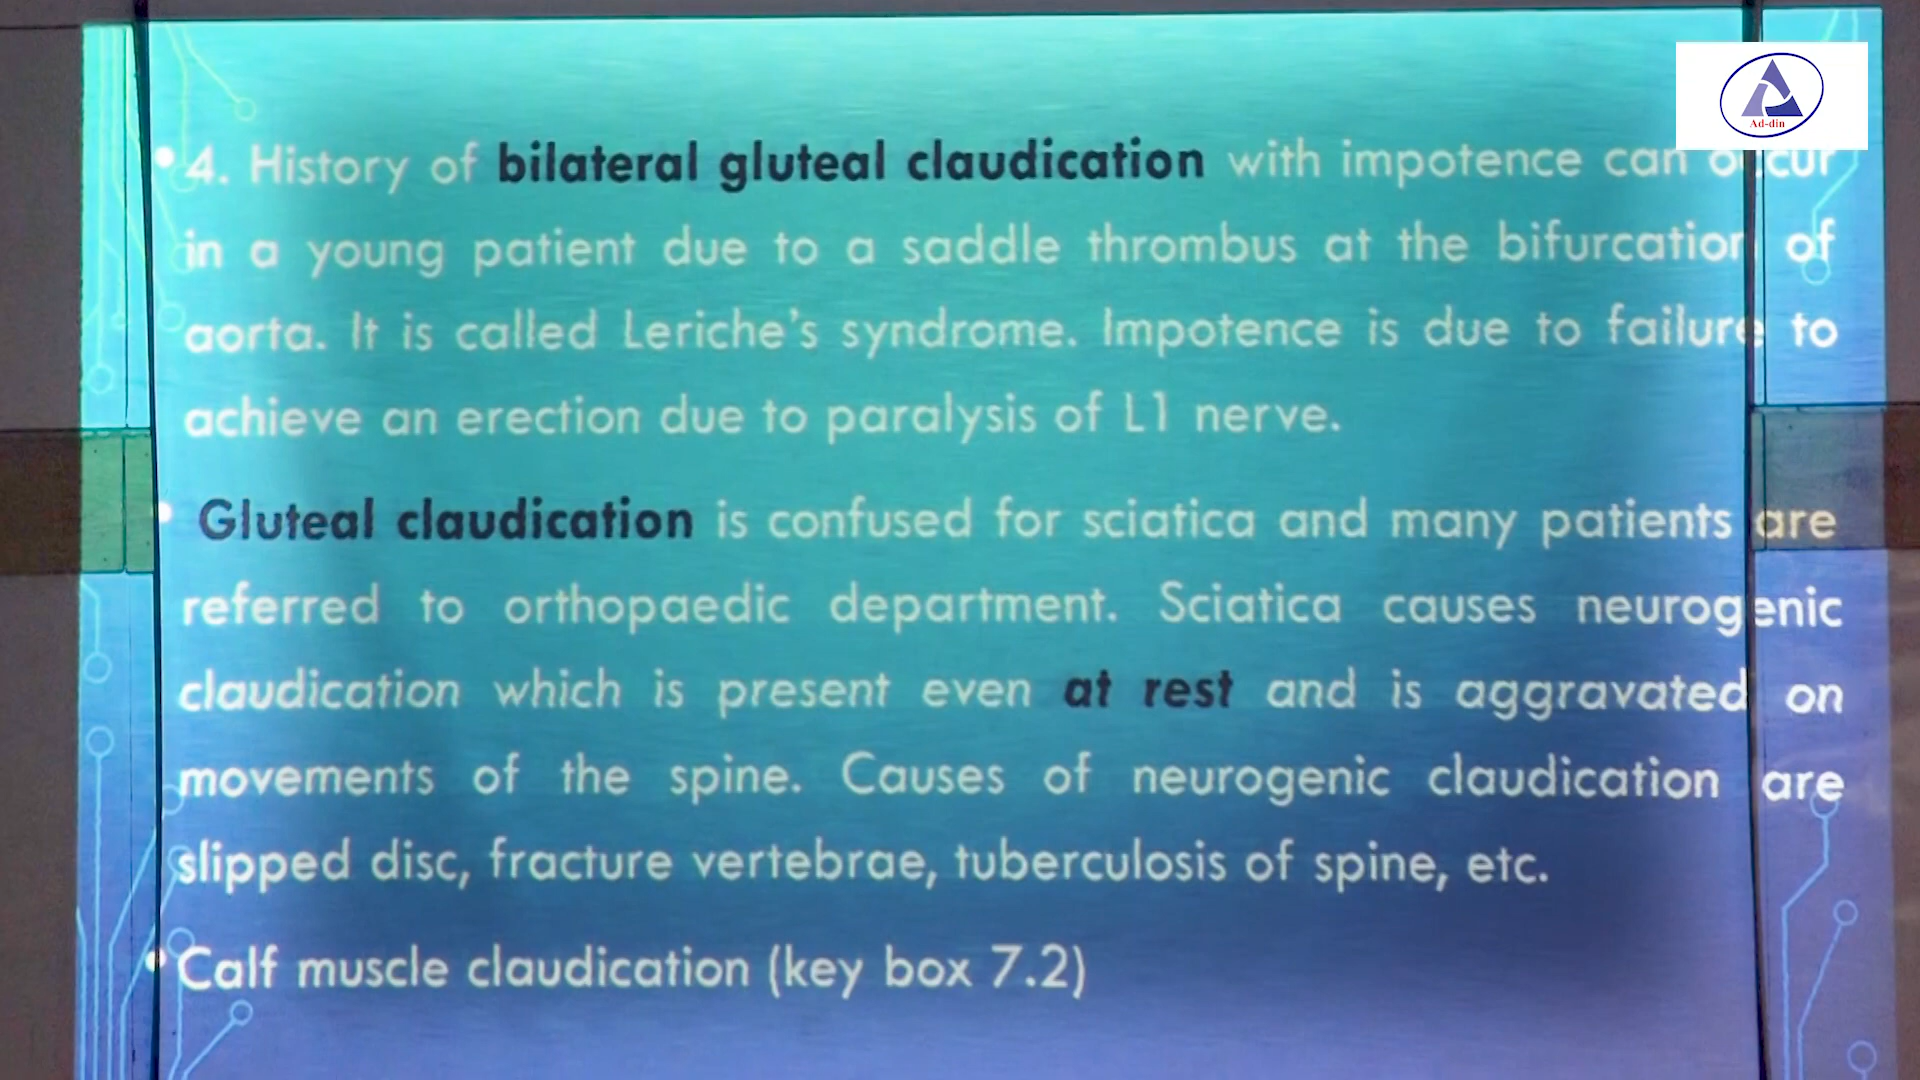 Ad-din
• 4. History of bilateral gluteal claudication with impotence can occur
in a young patient due to a saddle thrombus at the bifurcation of
aorta. It is called Leriche's syndrome. Impotence is due to failure to
achieve an erection due to paralysis of L1 nerve.
• Gluteal claudication is confused for sciatica and many patients are
referred to orthopaedic department. Sciatica causes neurogenic
claudication which is present even at rest and is aggravated on
movements of the spine. Causes of neurogenic claudication are
slipped disc, fracture vertebrae, tuberculosis of spine, etc.
• Calf muscle claudication (key box 7.2)